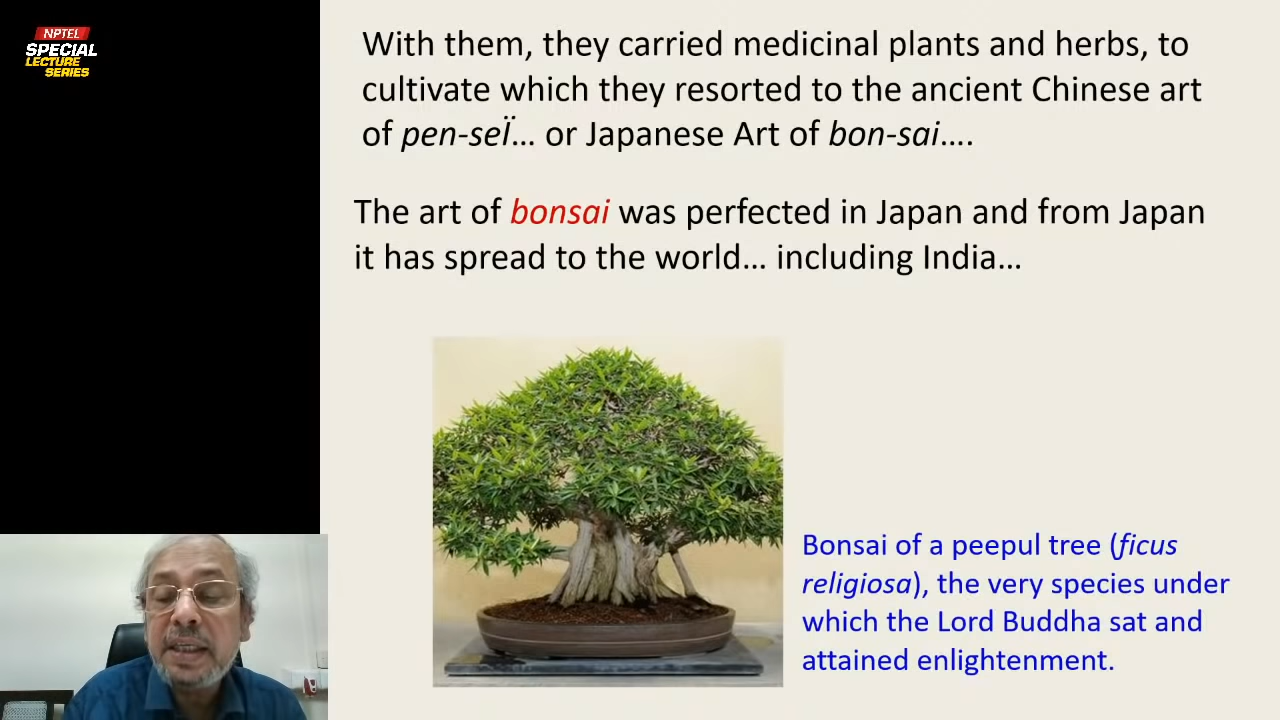 NPTEL
SPECIAL
LECTURE
SERIES
With them, they carried medicinal plants and herbs, to
cultivate which they resorted to the ancient Chinese art
of pen-seÏ... or Japanese Art of bon-sai....
The art of bonsai was perfected in Japan and from Japan
it has spread to the world... including India...
Bonsai of a peepul tree (ficus
religiosa), the very species under
which the Lord Buddha sat and
attained enlightenment.